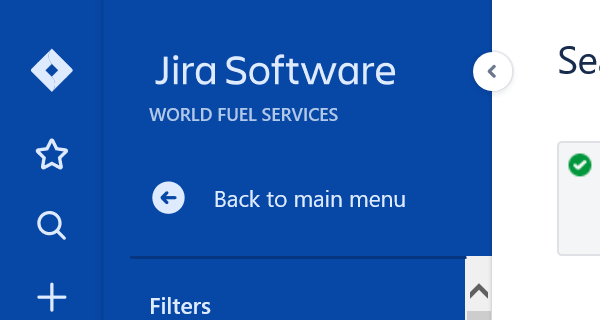 Jira Software
WORLD FUEL SERVICES
Back to main menu
Filters